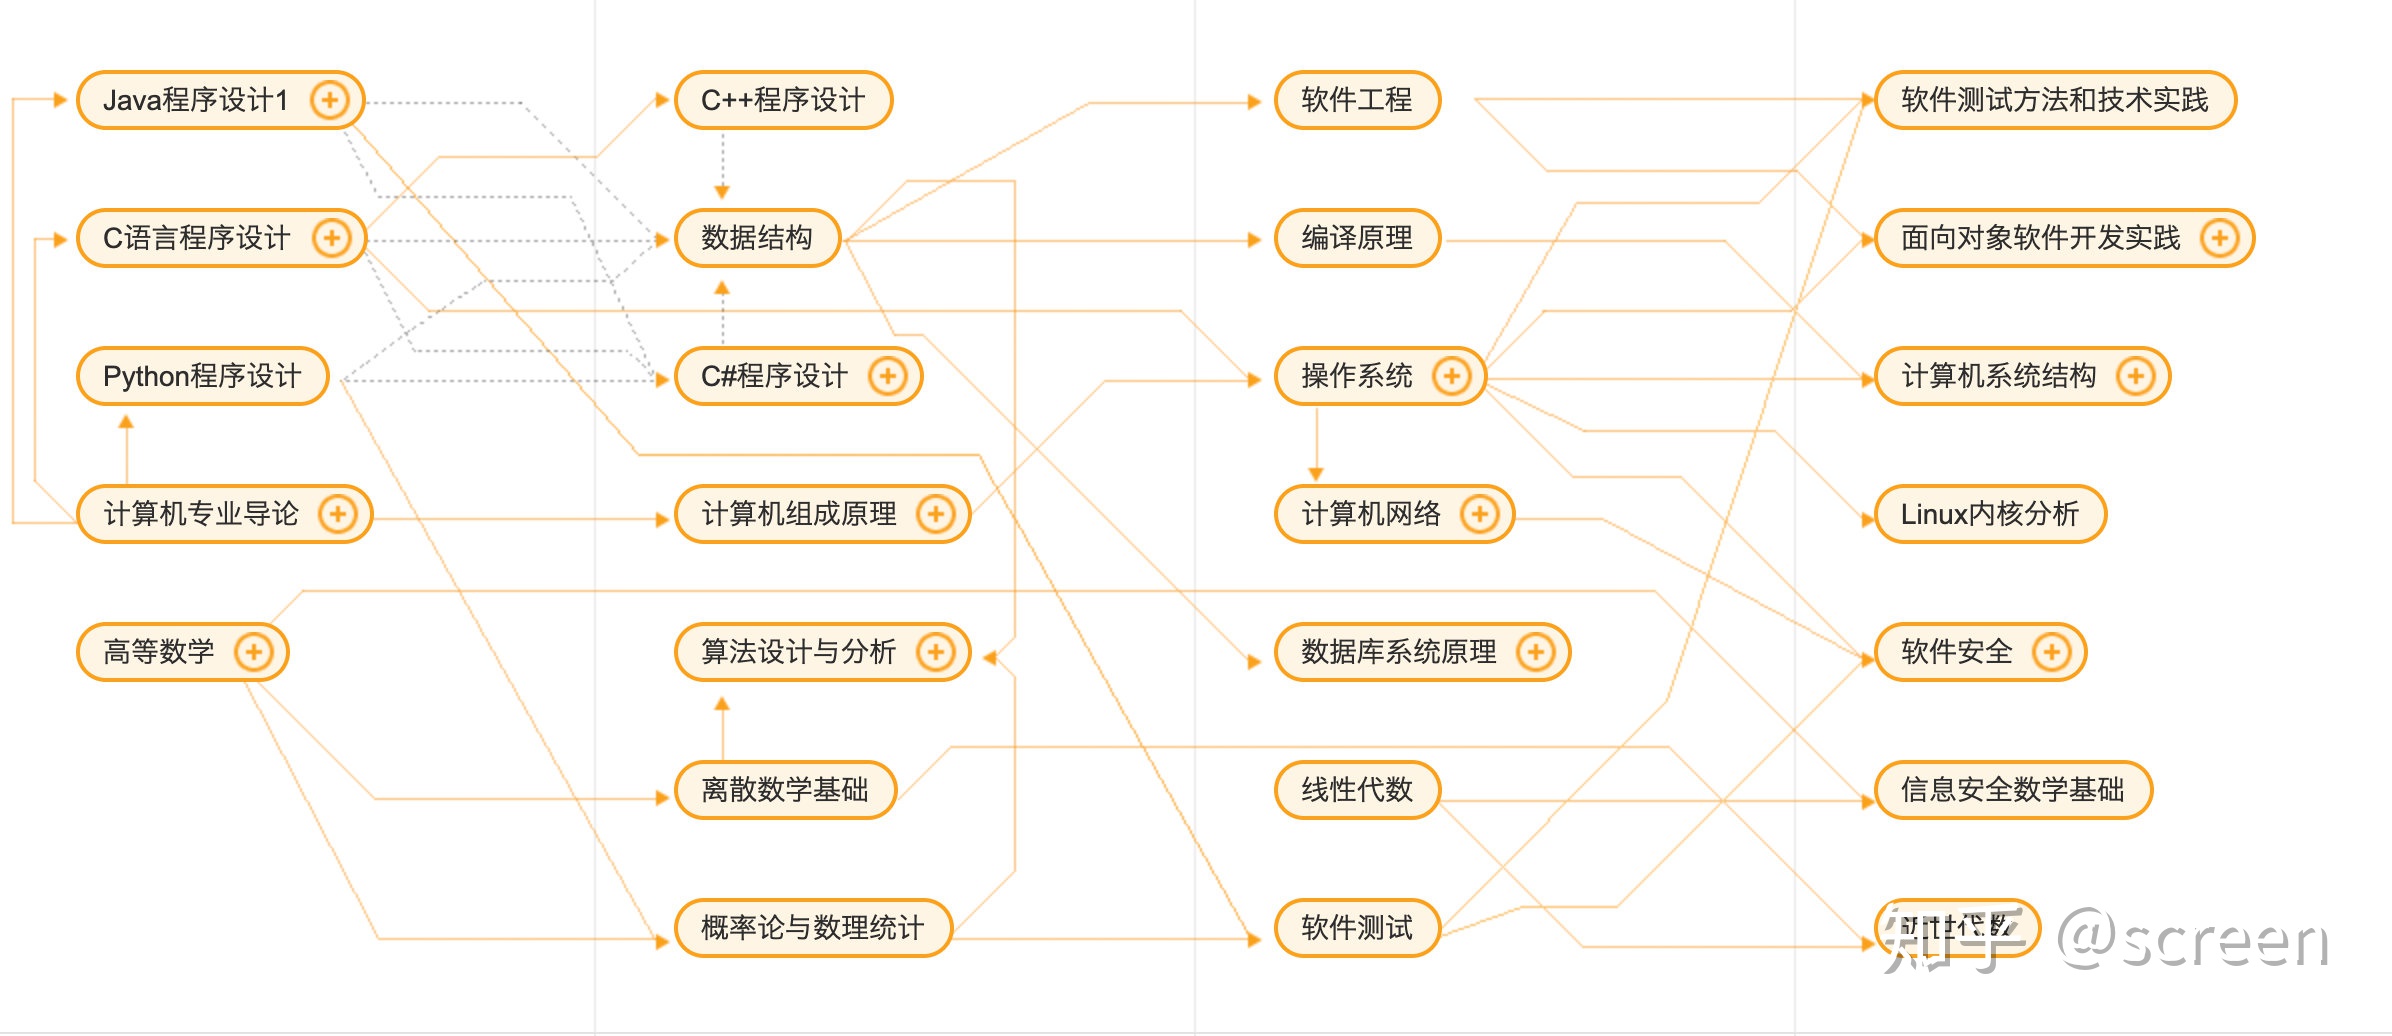 Java程序设计1
C++程序设计
软件工程
软件测试方法和技术实践
C语言程序设计
数据结构
编译原理
面向对象软件开发实践
Python程序设计
C#程序设计
操作系统
计算机系统结构
计算机专业导论
计算机组成原理
计算机网络
Linux内核分析
高等数学
算法设计与分析
数据库系统原理
软件安全
离散数学基础
线性代数
信息安全数学基础
概率论与数理统计
软件测试
代数
知乎 @screen